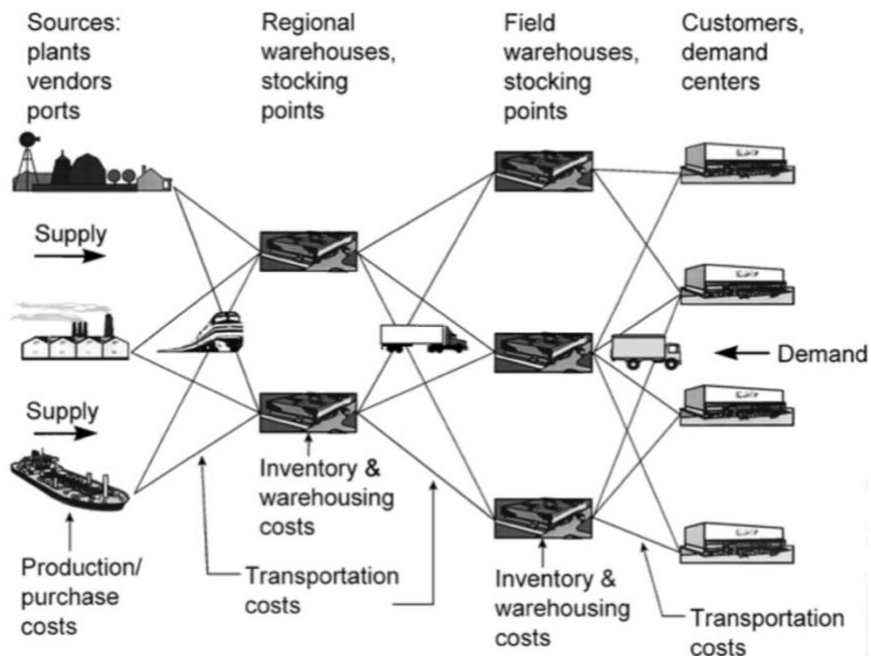 Sources:
plants
vendors
ports
Regional
warehouses,
stocking
points
Field
warehouses,
stocking
points
Customers,
demand
centers
Supply
Demand
Supply
Inventory &
warehousing
costs
Production/
purchase
costs
Transportation
costs
Inventory &
warehousing
costs
Transportation
costs